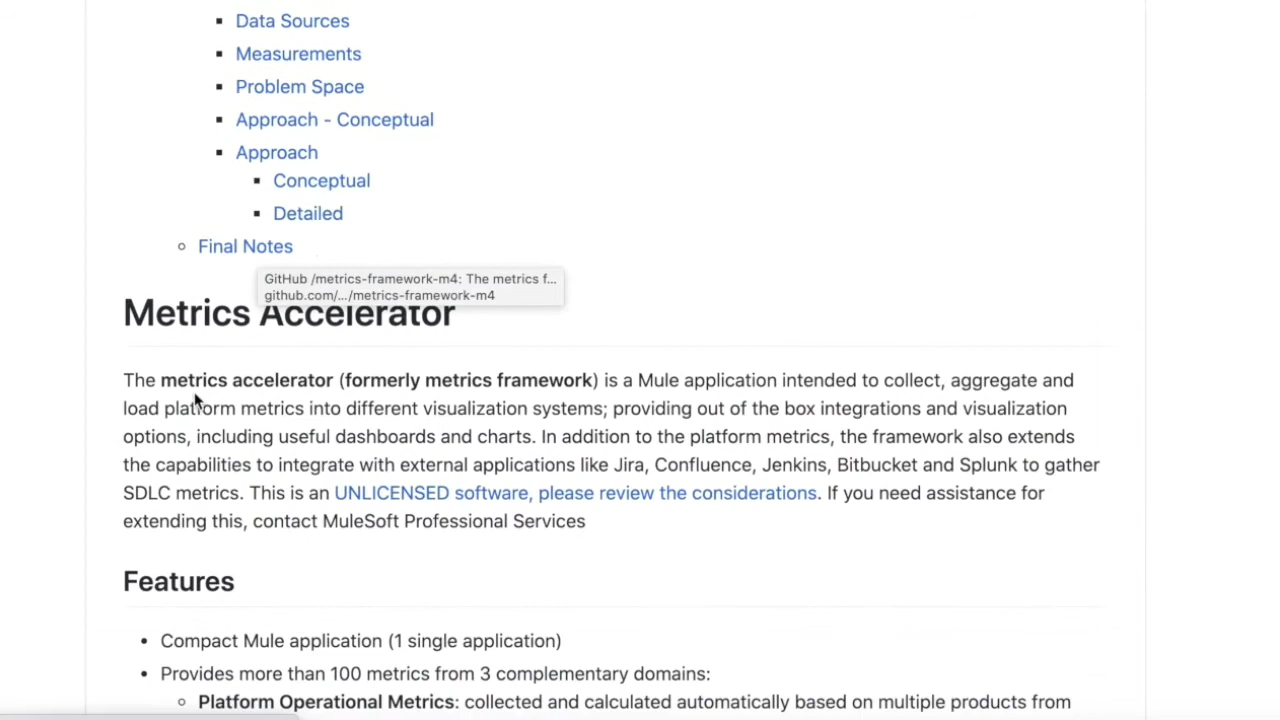 Data Sources
Measurements
Problem Space
Approach - Conceptual
Approach
Conceptual
Detailed
Final Notes
GitHub /metrics-framework-m4: The metrics f...
github.com/.../metrics-framework-m4
Metrics Accelerator
The metrics accelerator (formerly metrics framework) is a Mule application intended to collect, aggregate and
load platform metrics into different visualization systems; providing out of the box integrations and visualization
options, including useful dashboards and charts. In addition to the platform metrics, the framework also extends
the capabilities to integrate with external applications like Jira, Confluence, Jenkins, Bitbucket and Splunk to gather
SDLC metrics. This is an UNLICENSED software, please review the considerations. If you need assistance for
extending this, contact MuleSoft Professional Services
Features
Compact Mule application (1 single application)
Provides more than 100 metrics from 3 complementary domains:
Platform Operational Metrics: collected and calculated automatically based on multiple products from